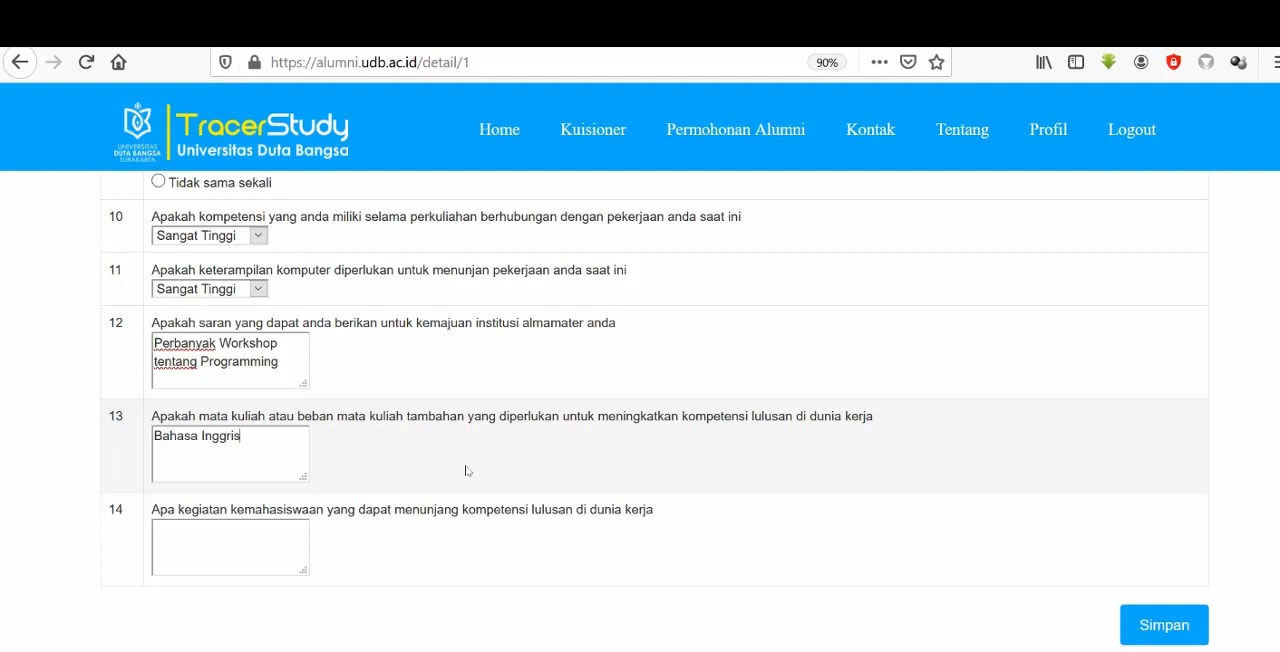 https://alumni.udb.ac.id/detail/1
90%
UNIVERSITAS
DUTA BANGSA
SURAKARTA
TracerStudy
Universitas Duta Bangsa
Home
Kuisioner
Permohonan Alumni
Kontak
Tentang
Profil
Logout
Tidak sama sekali
10
Apakah kompetensi yang anda miliki selama perkuliahan berhubungan dengan pekerjaan anda saat ini
Sangat Tinggi
11
Apakah keterampilan komputer diperlukan untuk menunjan pekerjaan anda saat ini
Sangat Tinggi
12
Apakah saran yang dapat anda berikan untuk kemajuan institusi almamater anda
Perbanyak Workshop
tentang Programming
13
Apakah mata kuliah atau beban mata kuliah tambahan yang diperlukan untuk meningkatkan kompetensi lulusan di dunia kerja
Bahasa Inggris
14
Apa kegiatan kemahasiswaan yang dapat menunjang kompetensi lulusan di dunia kerja
Simpan